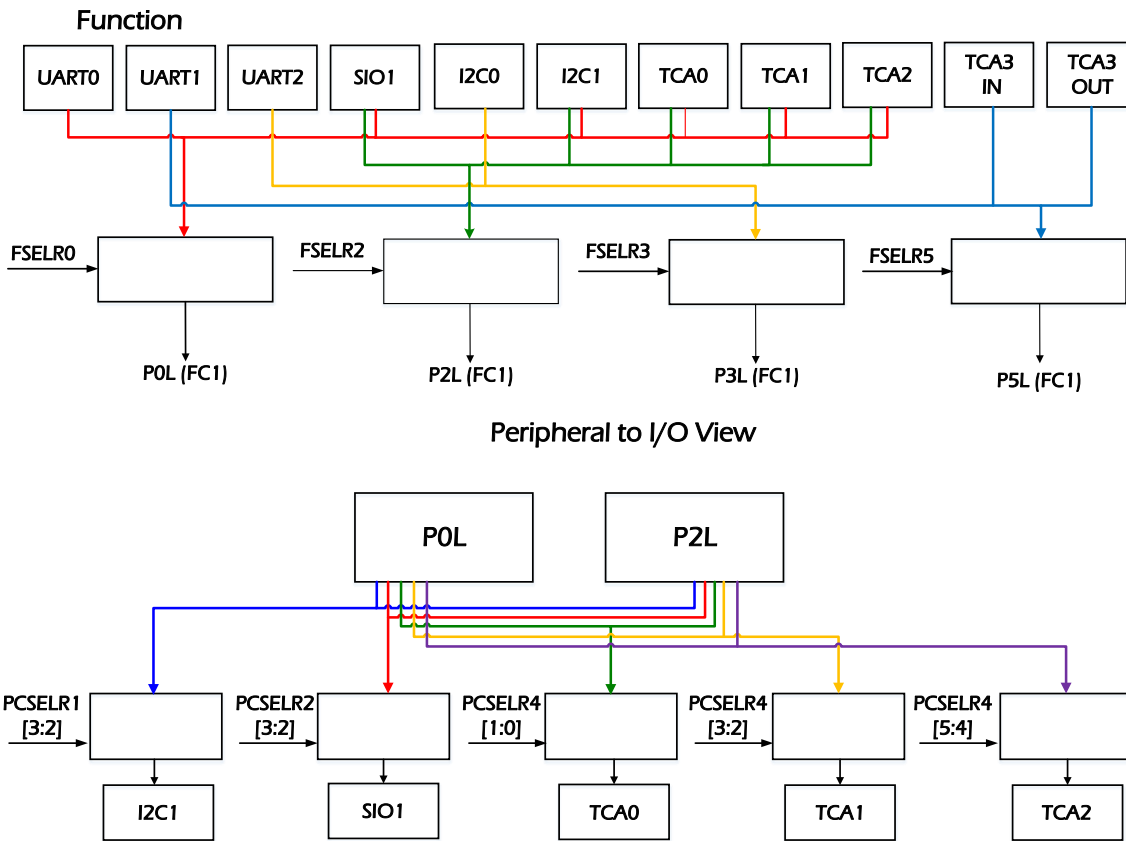 Function
UART0 UART1 UART2 SIO1 I2C0 I2C1 TCA0 TCA1 TCA2 TCA3 TCA3
IN OUT
FSELR0 FSELR2 FSELR3 FSELR5
P0L (FC1) P2L (FC1) P3L (FC1) P5L (FC1)
Peripheral to I/O View
P0L P2L
PCSELR1 PCSELR2 PCSELR4 PCSELR4 PCSELR4
[3:2] [3:2] [1:0] [3:2] [5:4]
I2C1 SIO1 TCA0 TCA1 TCA2